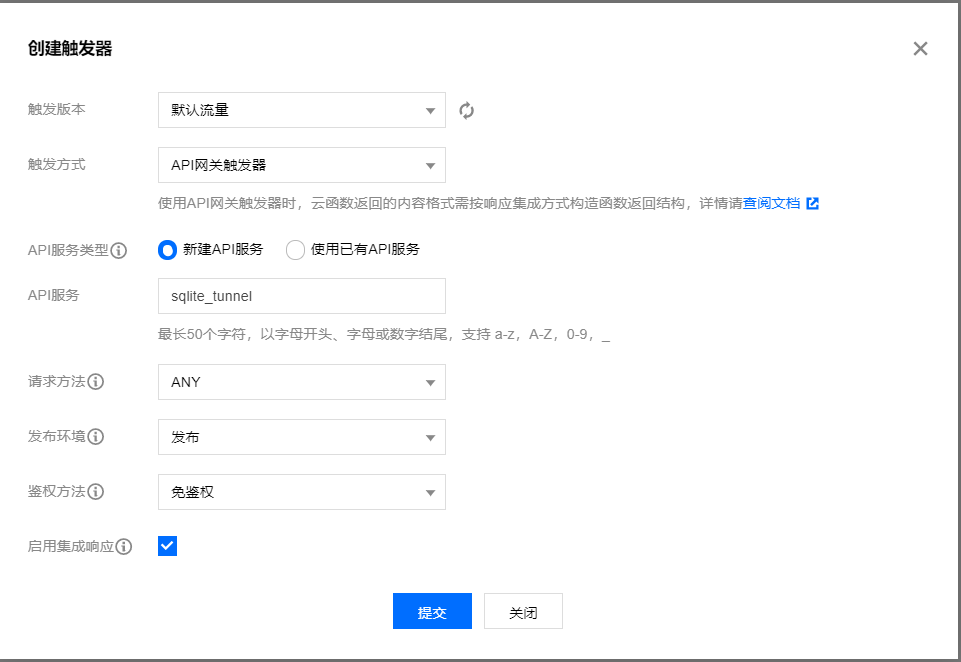 创建触发器
触发版本 默认流量
触发方式 API网关触发器
使用API网关触发器时，云函数返回的内容格式需按响应集成方式构造函数返回结构，详情请查阅文档
API服务类型 新建API服务 使用已有API服务
API服务 sqlite_tunnel
最长50个字符，以字母开头、字母或数字结尾，支持 a-z，A-Z，0-9，_
请求方法 ANY
发布环境 发布
鉴权方法 免鉴权
启用集成响应
提交 关闭